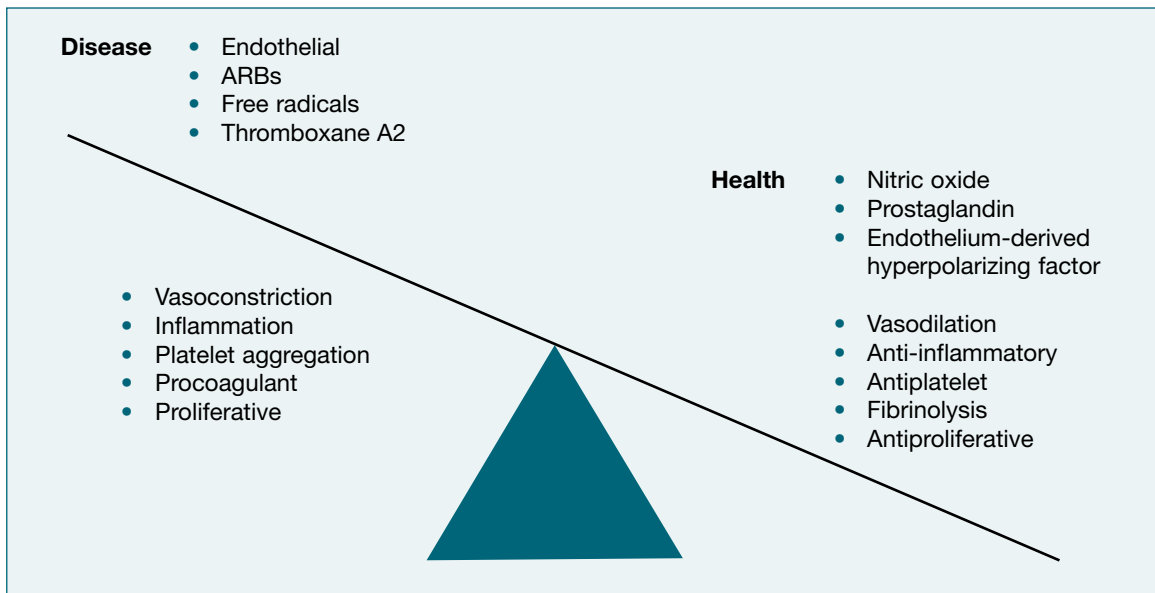 Disease
• Endothelial
• ARBs
• Free radicals
• Thromboxane A2
Health
• Nitric oxide
• Prostaglandin
• Endothelium-derived
hyperpolarizing factor
• Vasoconstriction
• Inflammation
• Platelet aggregation
• Procoagulant
• Proliferative
• Vasodilation
• Anti-inflammatory
• Antiplatelet
• Fibrinolysis
• Antiproliferative